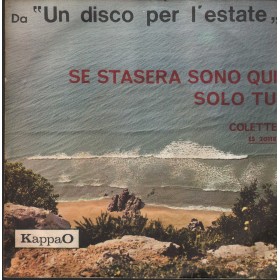 Da "Un disco per l'estate„
SE STASERA SONO QUI
SOLO TU
COLETTE
KappaO